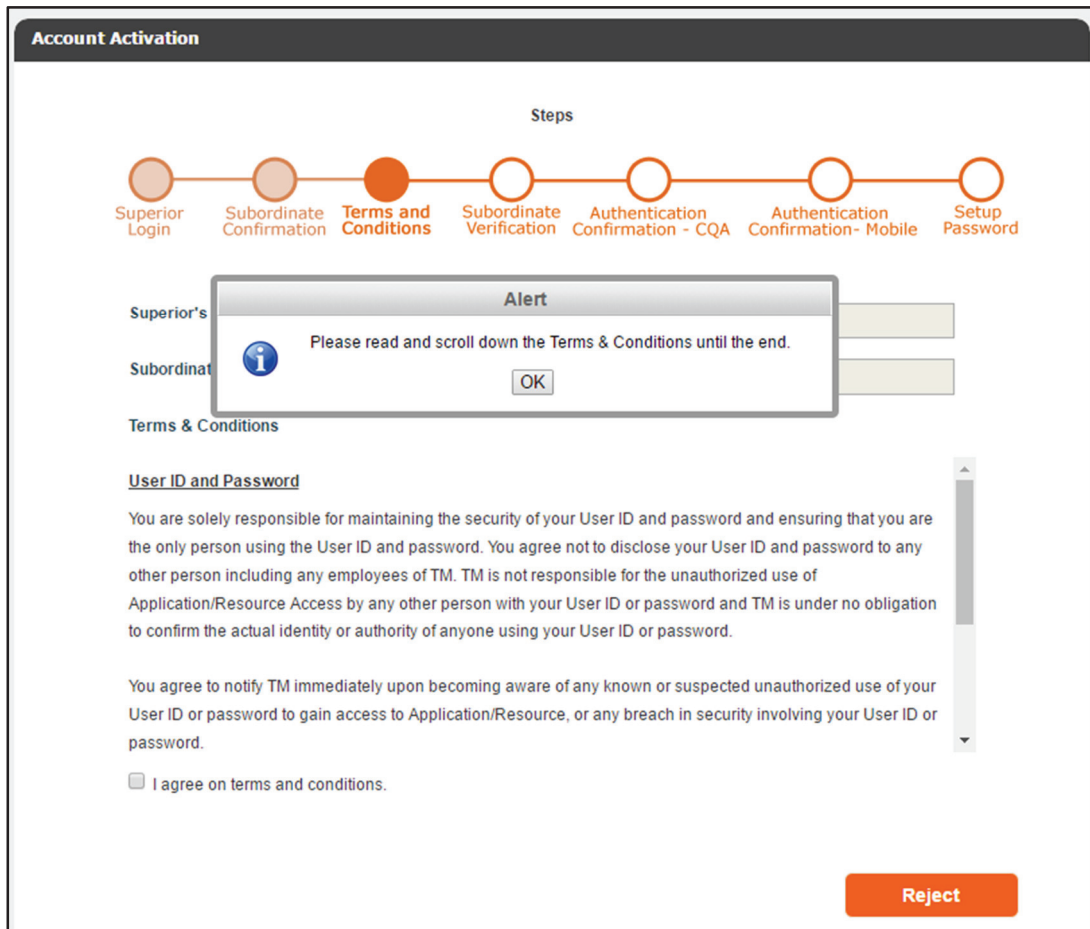 Account Activation
Steps
Superior
Login
Subordinate
Confirmation
Terms and
Conditions
Subordinate
Verification
Authentication
Confirmation - CQA
Authentication
Confirmation- Mobile
Setup
Password
Superior's
Alert
Please read and scroll down the Terms & Conditions until the end.
OK
Subordinat
Terms & Conditions
User ID and Password
You are solely responsible for maintaining the security of your User ID and password and ensuring that you are
the only person using the User ID and password. You agree not to disclose your User ID and password to any
other person including any employees of TM. TM is not responsible for the unauthorized use of
Application/Resource Access by any other person with your User ID or password and TM is under no obligation
to confirm the actual identity or authority of anyone using your User ID or password.
You agree to notify TM immediately upon becoming aware of any known or suspected unauthorized use of your
User ID or password to gain access to Application/Resource, or any breach in security involving your User ID or
password.
I agree on terms and conditions.
Reject